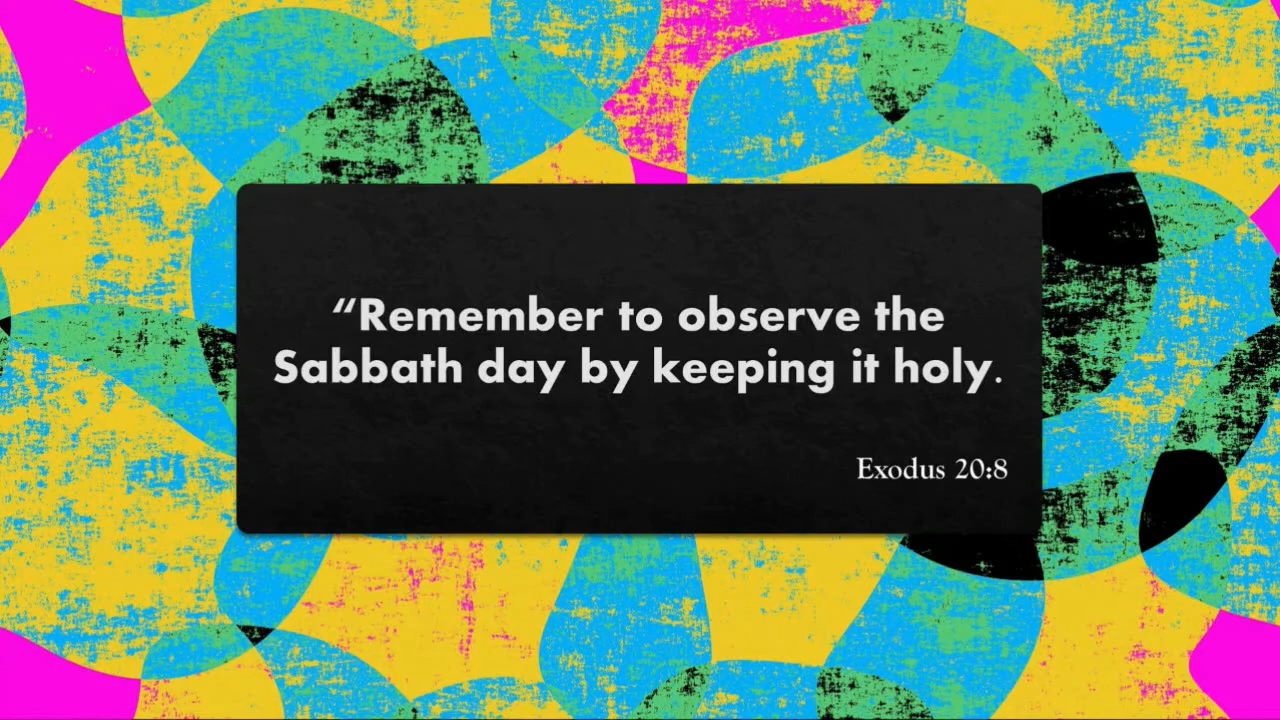 “Remember to observe the
Sabbath day by keeping it holy.
Exodus 20:8